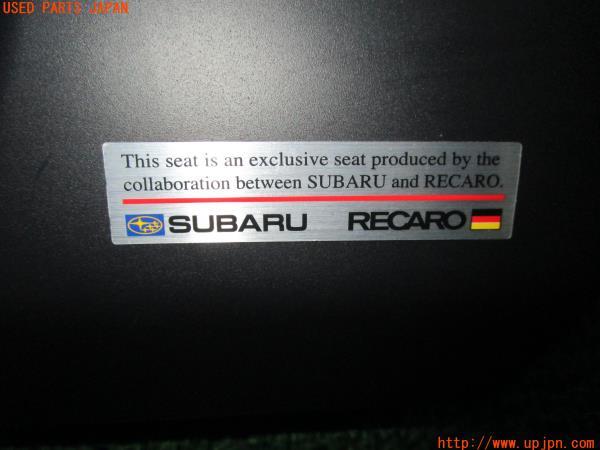 USED PARTS JAPAN
This seat is an exclusive seat produced by the
collaboration between SUBARU and RECARO.
SUBARU RECARO
http://www.upjpn.com/